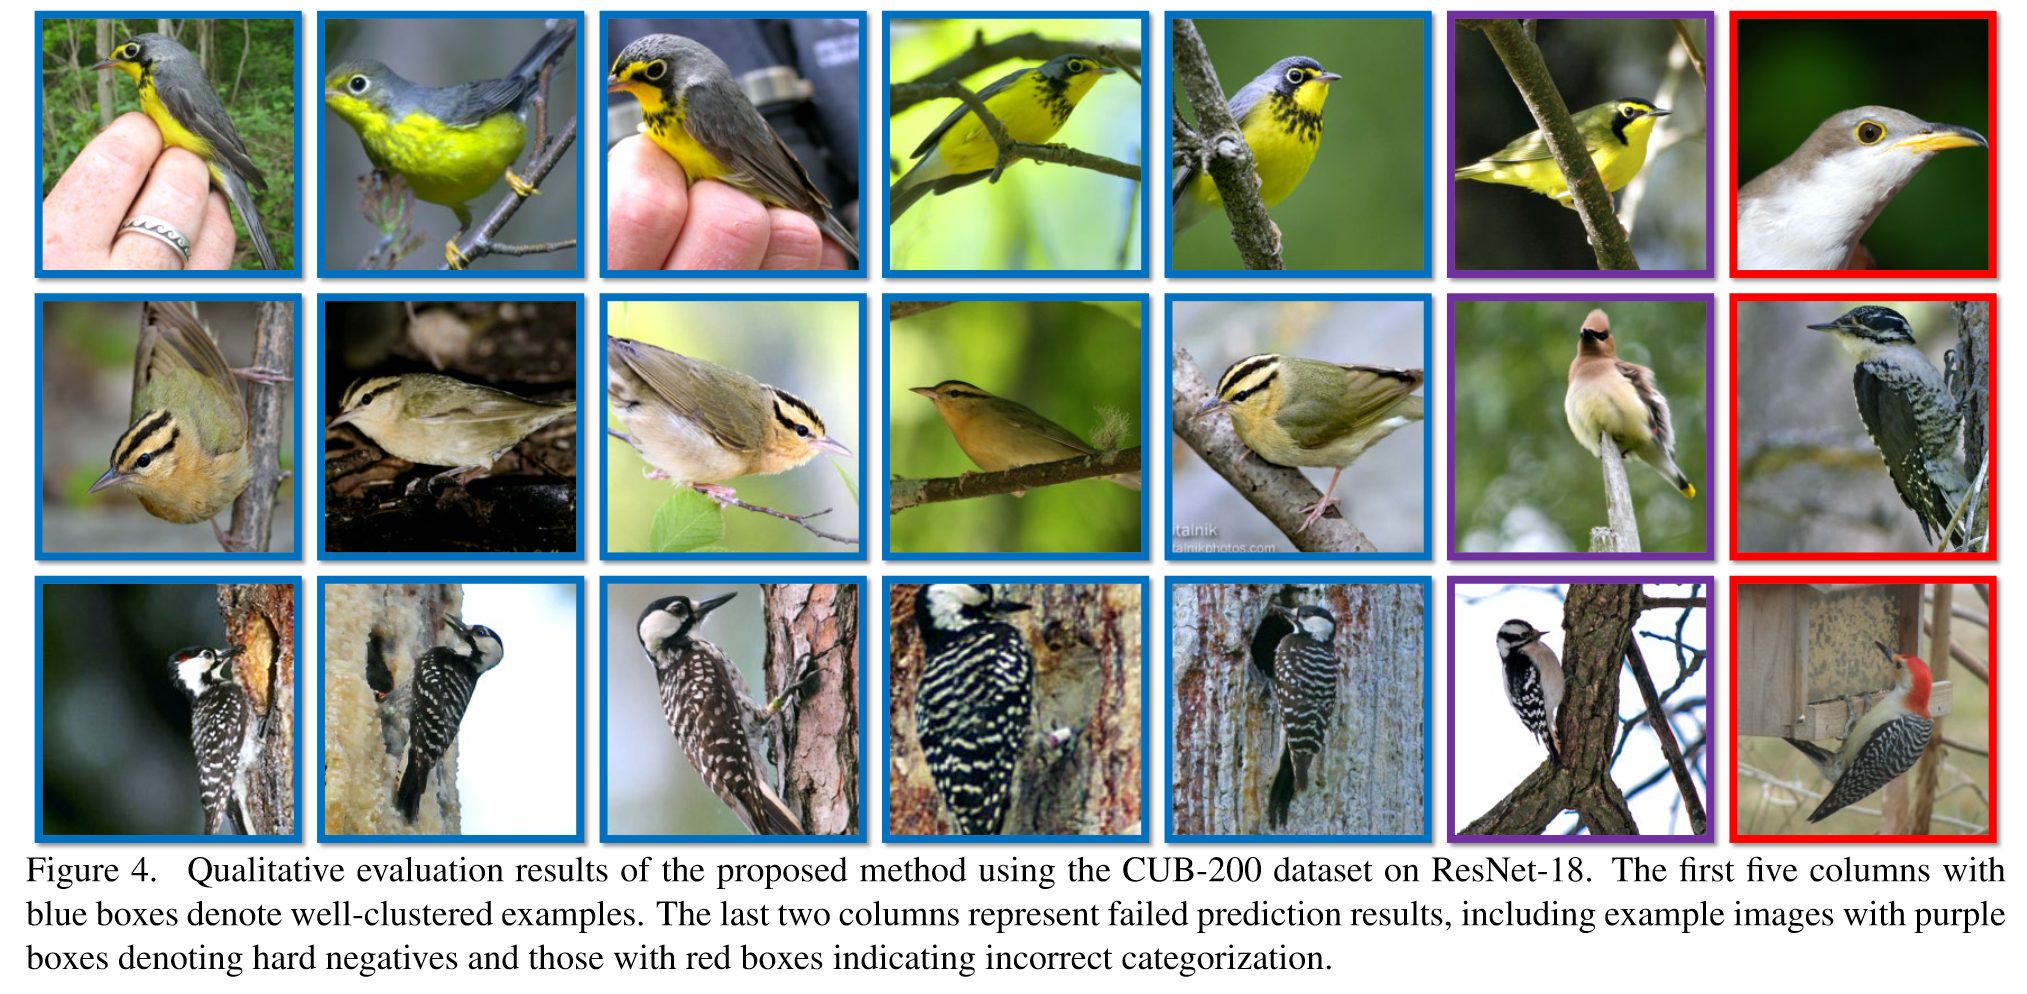 italnik
talnikphotos.com
Figure 4. Qualitative evaluation results of the proposed method using the CUB-200 dataset on ResNet-18. The first five columns with
blue boxes denote well-clustered examples. The last two columns represent failed prediction results, including example images with purple
boxes denoting hard negatives and those with red boxes indicating incorrect categorization.